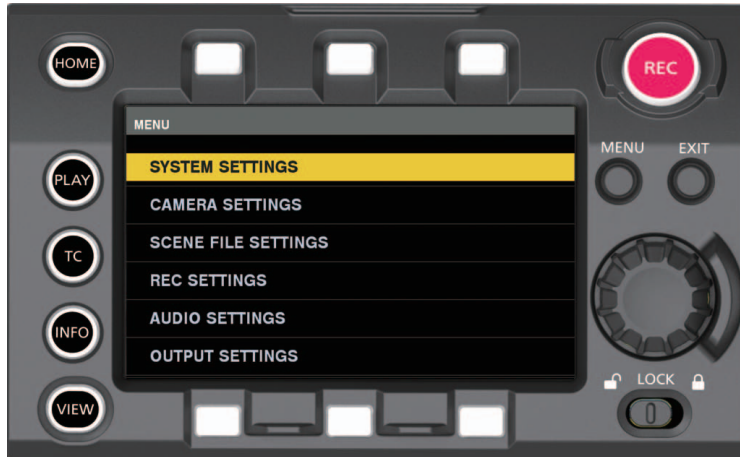 HOME
REC
MENU
MENU EXIT
SYSTEM SETTINGS
PLAY
CAMERA SETTINGS
SCENE FILE SETTINGS
TC
REC SETTINGS
AUDIO SETTINGS
INFO
OUTPUT SETTINGS
LOCK
VIEW